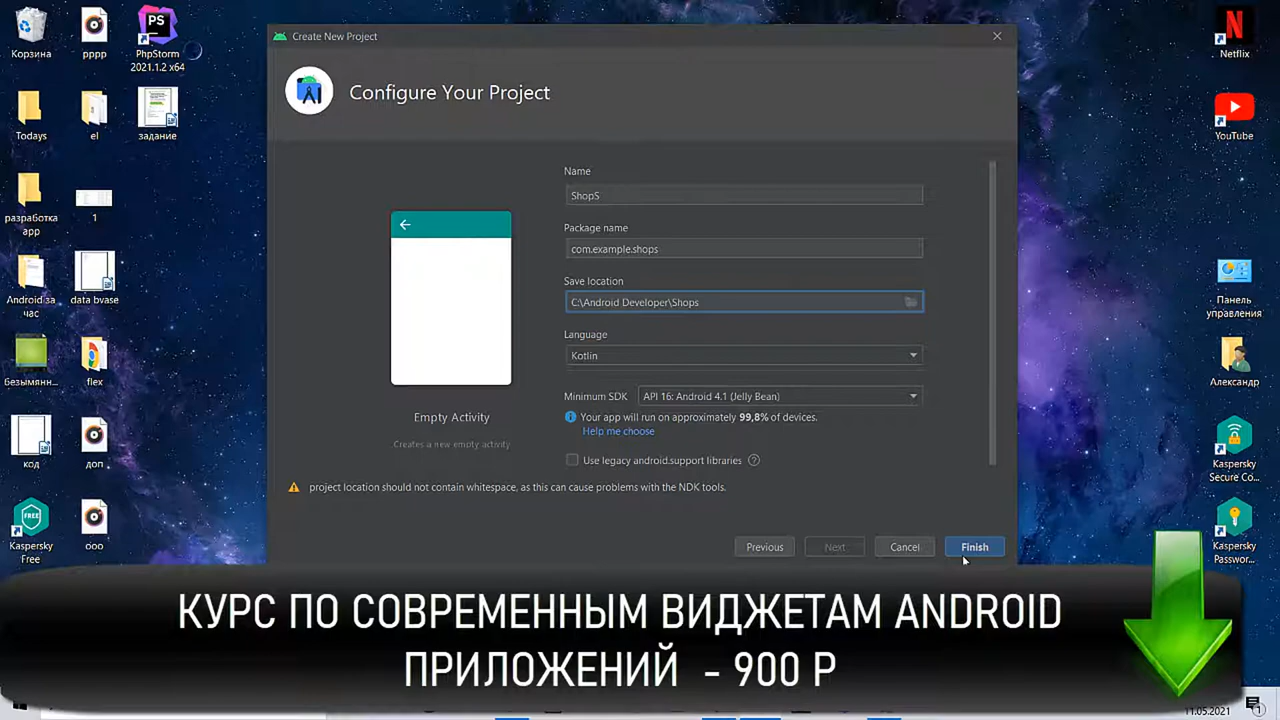 Корзина
pppp
PhpStorm
2021.1.2 x64
Todays
el
задание
разработка
app
1
Android за
час
data bvase
безымянн...
flex
код
доп
Kaspersky
Free
ооо
Create New Project
Configure Your Project
Name
ShopS
Package name
com.example.shops
Save location
C:\Android Developer\Shops
Language
Kotlin
Minimum SDK
API 16: Android 4.1 (Jelly Bean)
Your app will run on approximately 99,8% of devices.
Help me choose
Use legacy android.support libraries
Empty Activity
Creates a new empty activity
project location should not contain whitespace, as this can cause problems with the NDK tools.
Previous
Next
Cancel
Finish
Netflix
YouTube
Панель
управления
Александр
Kaspersky
Secure Co...
Kaspersky
Passwor...
КУРС ПО СОВРЕМЕННЫМ ВИДЖЕТАМ ANDROID
ПРИЛОЖЕНИЙ - 900 Р
11.05.2021
1